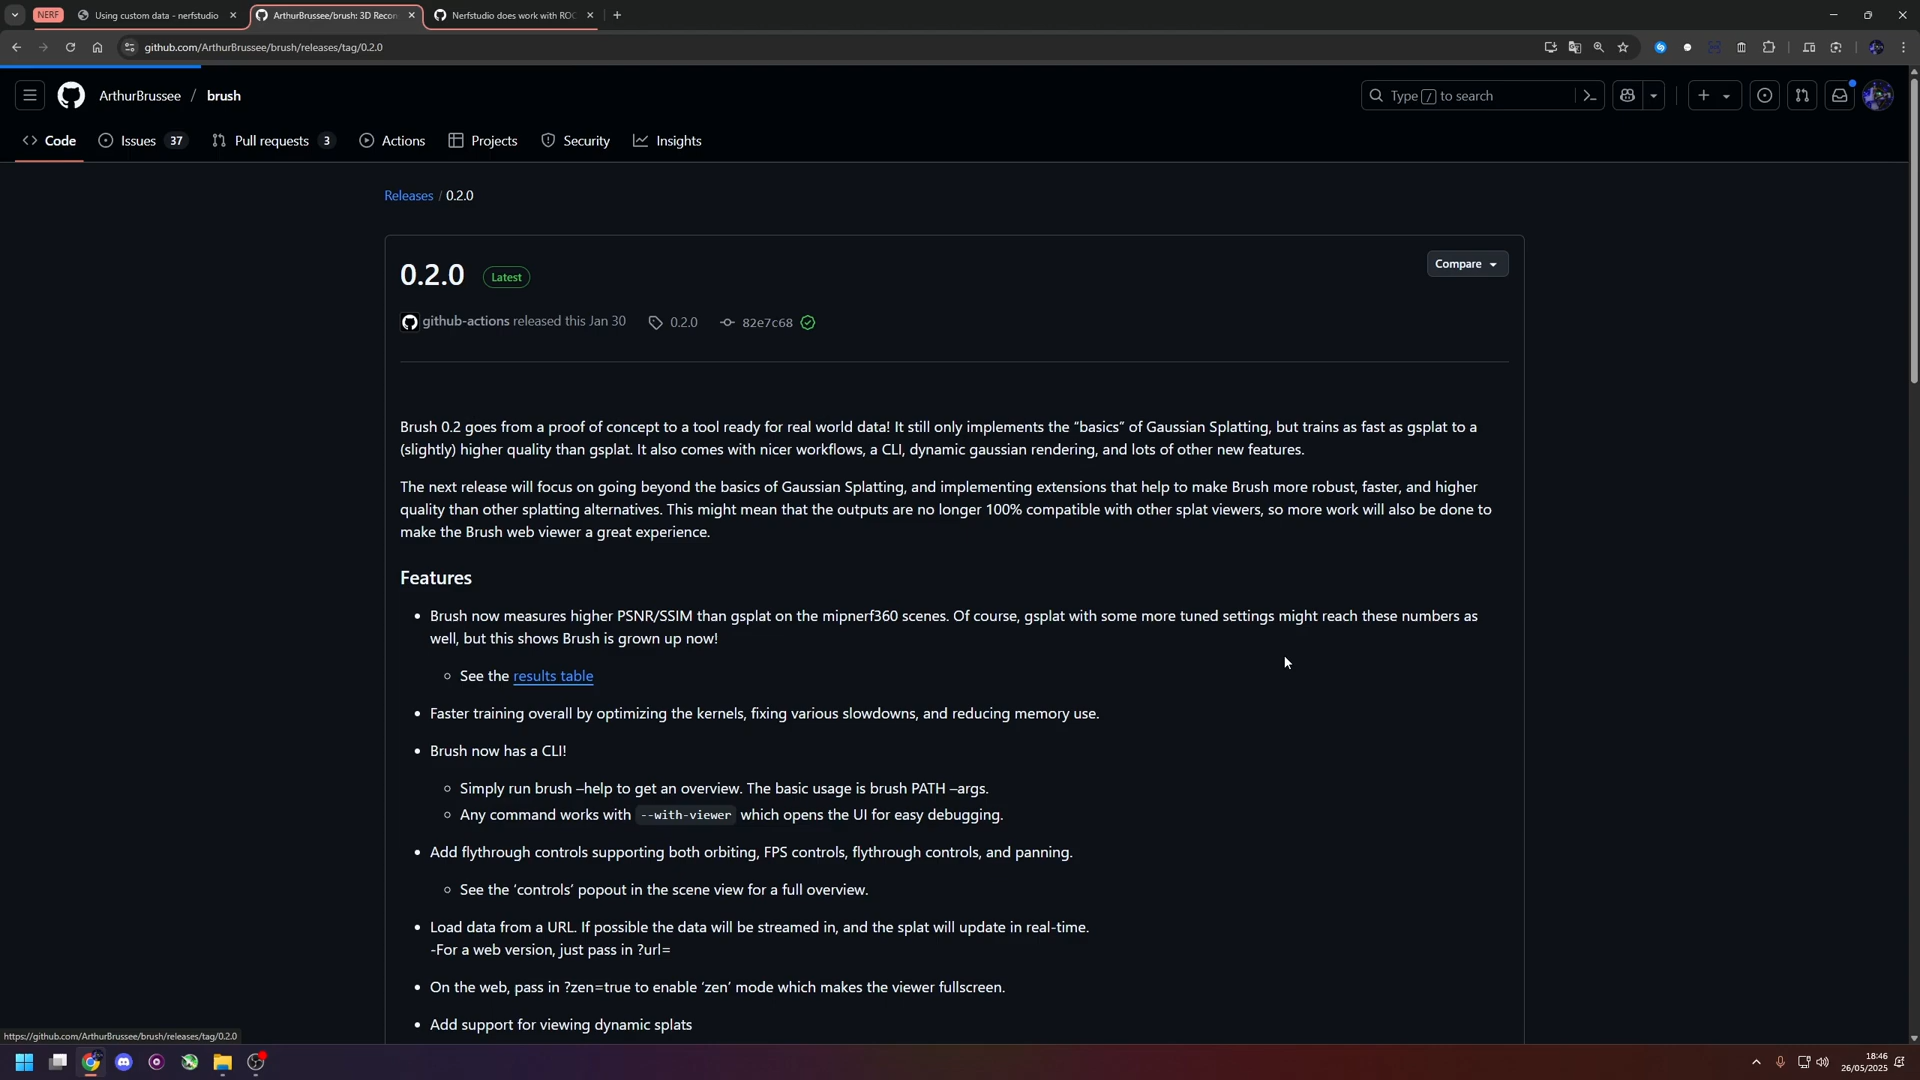 NERF
Using custom data - nerfstudio
ArthurBrussee/brush: 3D Recon
Nerfstudio does work with ROC
github.com/ArthurBrussee/brush/releases/tag/0.2.0
ArthurBrussee / brush
Type / to search
Code
Issues 37
Pull requests 3
Actions
Projects
Security
Insights
Releases / 0.2.0
0.2.0 Latest
Compare
github-actions released this Jan 30 0.2.0 82e7c68
Brush 0.2 goes from a proof of concept to a tool ready for real world data! It still only implements the “basics” of Gaussian Splatting, but trains as fast as gsplat to a
(slightly) higher quality than gsplat. It also comes with nicer workflows, a CLI, dynamic gaussian rendering, and lots of other new features.
The next release will focus on going beyond the basics of Gaussian Splatting, and implementing extensions that help to make Brush more robust, faster, and higher
quality than other splatting alternatives. This might mean that the outputs are no longer 100% compatible with other splat viewers, so more work will also be done to
make the Brush web viewer a great experience.
Features
• Brush now measures higher PSNR/SSIM than gsplat on the mipnerf360 scenes. Of course, gsplat with some more tuned settings might reach these numbers as
well, but this shows Brush is grown up now!
◦ See the results table
• Faster training overall by optimizing the kernels, fixing various slowdowns, and reducing memory use.
• Brush now has a CLI!
◦ Simply run brush –help to get an overview. The basic usage is brush PATH –args.
◦ Any command works with --with-viewer which opens the UI for easy debugging.
• Add flythrough controls supporting both orbiting, FPS controls, flythrough controls, and panning.
◦ See the ‘controls’ popout in the scene view for a full overview.
• Load data from a URL. If possible the data will be streamed in, and the splat will update in real-time.
-For a web version, just pass in ?url=
• On the web, pass in ?zen=true to enable ‘zen’ mode which makes the viewer fullscreen.
• Add support for viewing dynamic splats
https://github.com/ArthurBrussee/brush/releases/tag/0.2.0
18:46
26/05/2025